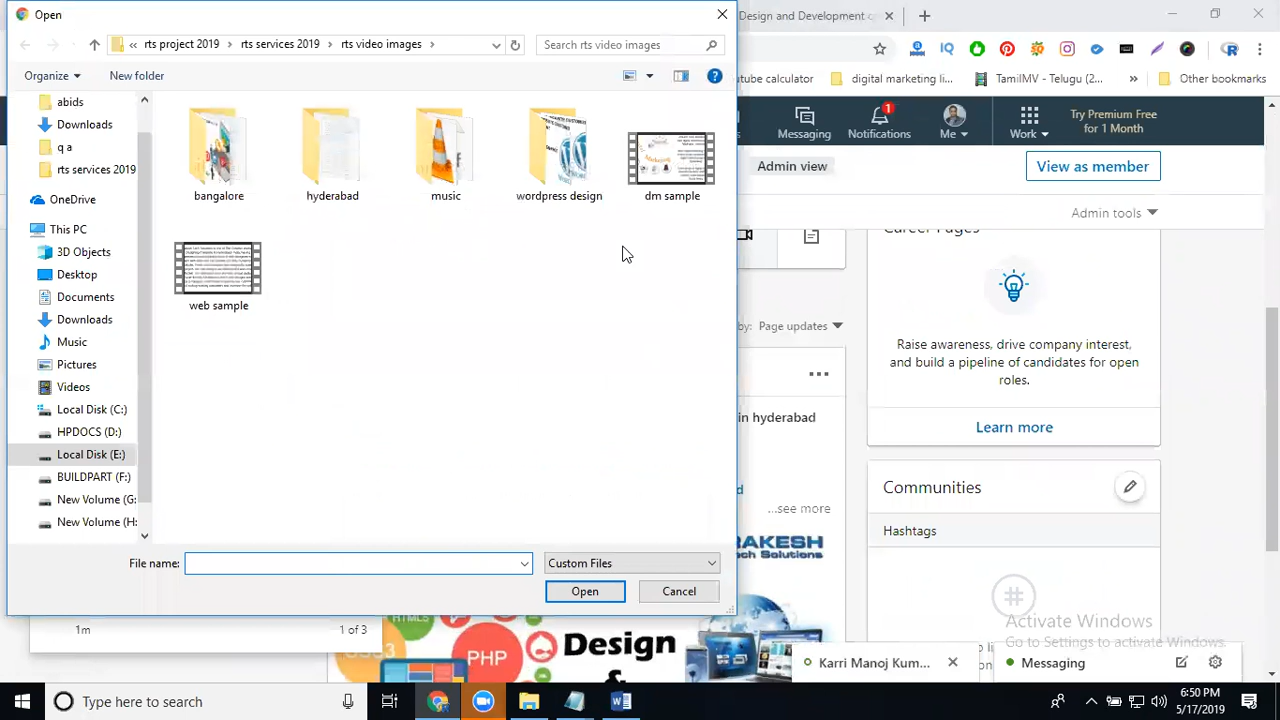 Open
Design and Development o
rts project 2019
rts services 2019
rts video images
Search rts video images
Organize
New folder
utube calculator
digital marketing li...
TamilMV - Telugu (2...
Other bookmarks
abids
Downloads
q a
rts services 2019
OneDrive
This PC
3D Objects
Desktop
Documents
Downloads
Music
Pictures
Videos
Local Disk (C:)
HPDOCS (D:)
Local Disk (E:)
BUILDPART (F:)
New Volume (G:
New Volume (H:
bangalore
hyderabad
music
wordpress design
dm sample
web sample
File name:
Custom Files
Open
Cancel
Messaging
1
Notifications
Me
Work
Try Premium Free
for 1 Month
Admin view
View as member
Admin tools
Career Pages
by: Page updates
Raise awareness, drive company interest,
and build a pipeline of candidates for open
roles.
Learn more
in hyderabad
Communities
Hashtags
...see more
RAKESH
ech Solutions
1m
1 of 3
HTML
CSS3
PHP
Design
&
#
Activate Windows
Go to Settings to activate Windows.
Karri Manoj Kum...
Messaging
Type here to search
6:50 PM
5/17/2019